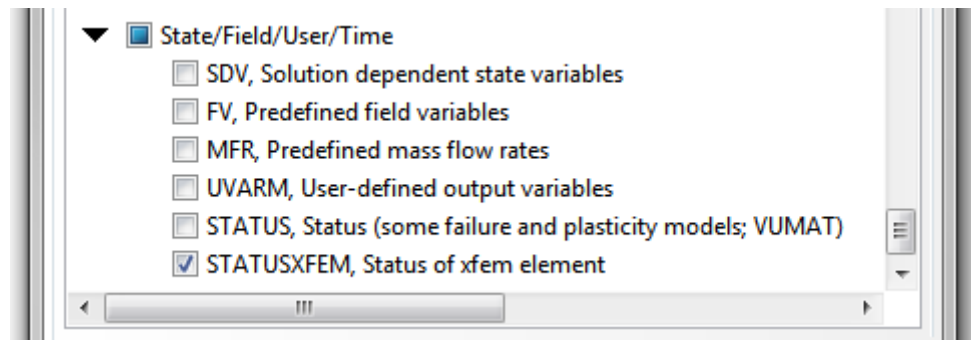 State/Field/User/Time
SDV, Solution dependent state variables
FV, Predefined field variables
MFR, Predefined mass flow rates
UVARM, User-defined output variables
STATUS, Status (some failure and plasticity models; VUMAT)
STATUSXFEM, Status of xfem element